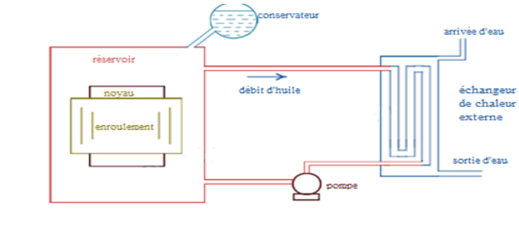 conservateur
arrivée d'eau
réservoir
débit d'huile
échangeur
de chaleur
externe
noyau
enroulement
sortie d'eau
pompe